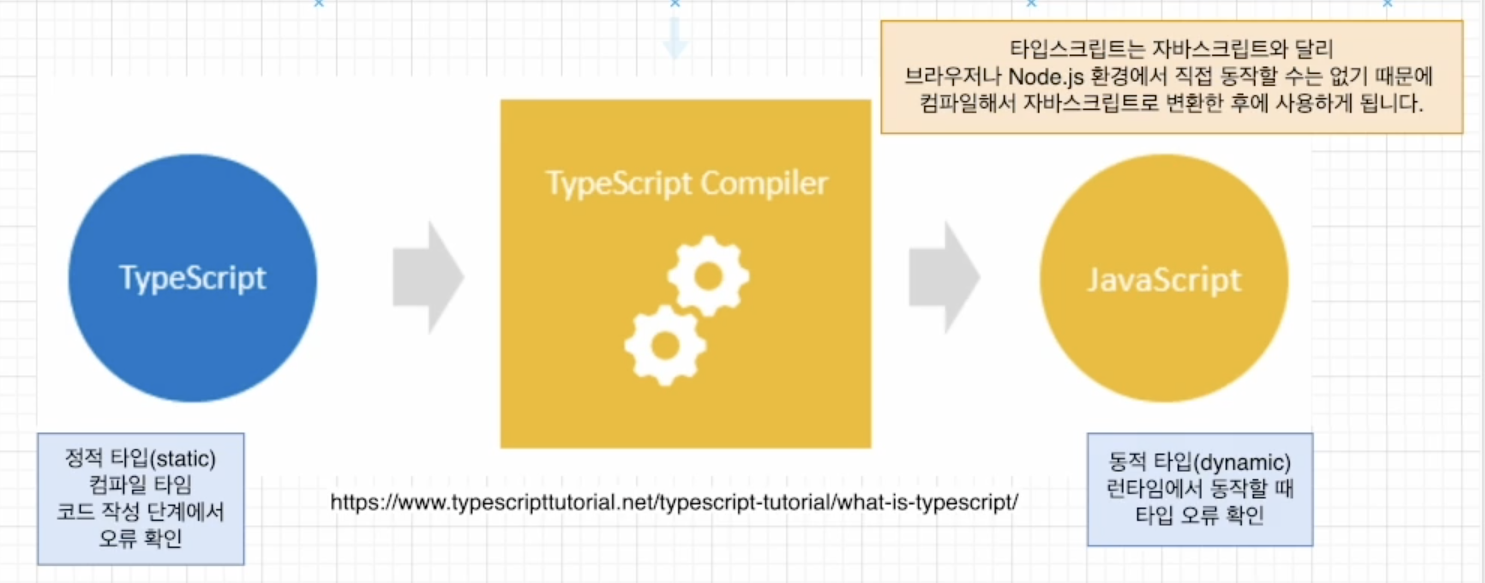 타입스크립트는 자바스크립트와 달리
브라우저나 Node.js 환경에서 직접 동작할 수는 없기 때문에
컴파일해서 자바스크립트로 변환한 후에 사용하게 됩니다.
TypeScript
TypeScript Compiler
JavaScript
정적 타입(static)
컴파일 타임
코드 작성 단계에서
오류 확인
https://www.typescripttutorial.net/typescript-tutorial/what-is-typescript/
동적 타입(dynamic)
런타임에서 동작할 때
타입 오류 확인